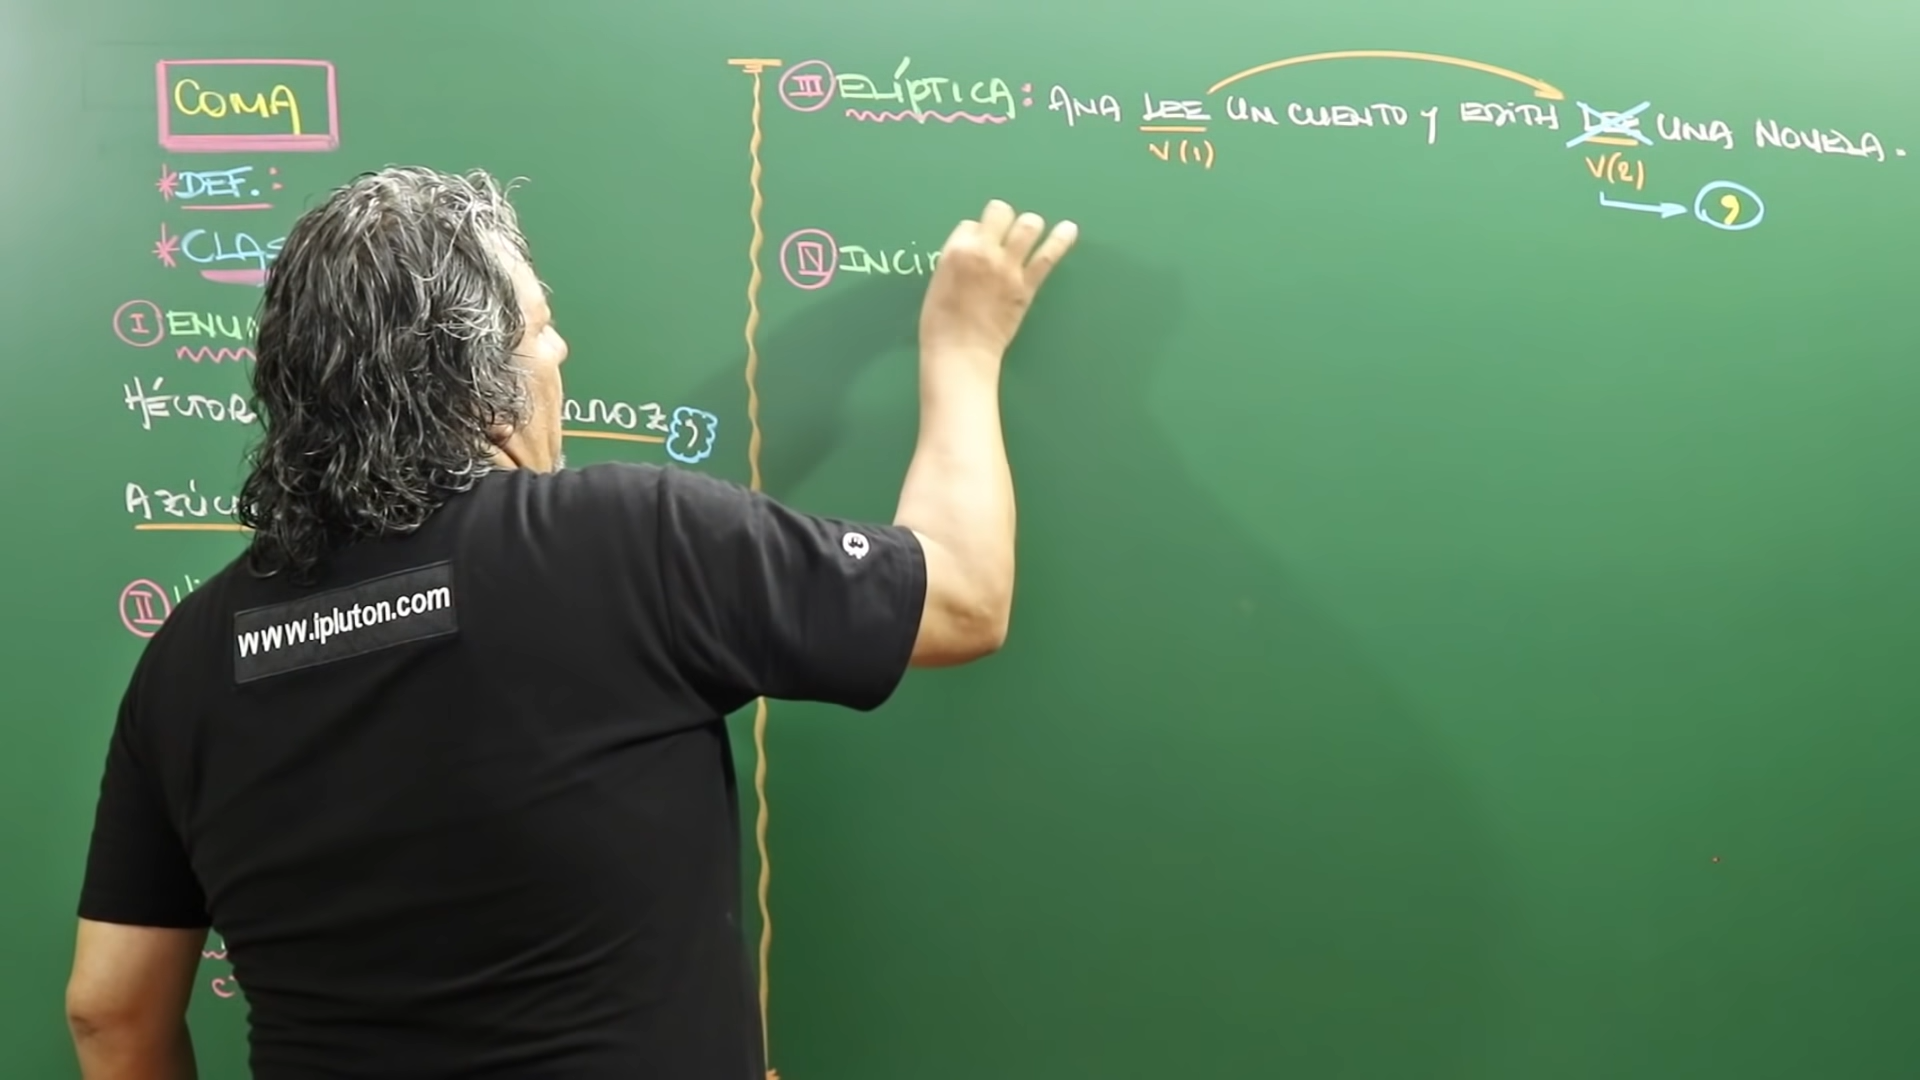 COMA
*DEF.:
*CLAS
I ENU
HÉCTOR RROZ,
AZÚC
II
III ELÍPTICA: ANA LEE UN CUENTO Y EDITH LEE UNA NOVELA.
V(1) V(2)
,
IV INCI
www.ipluton.com